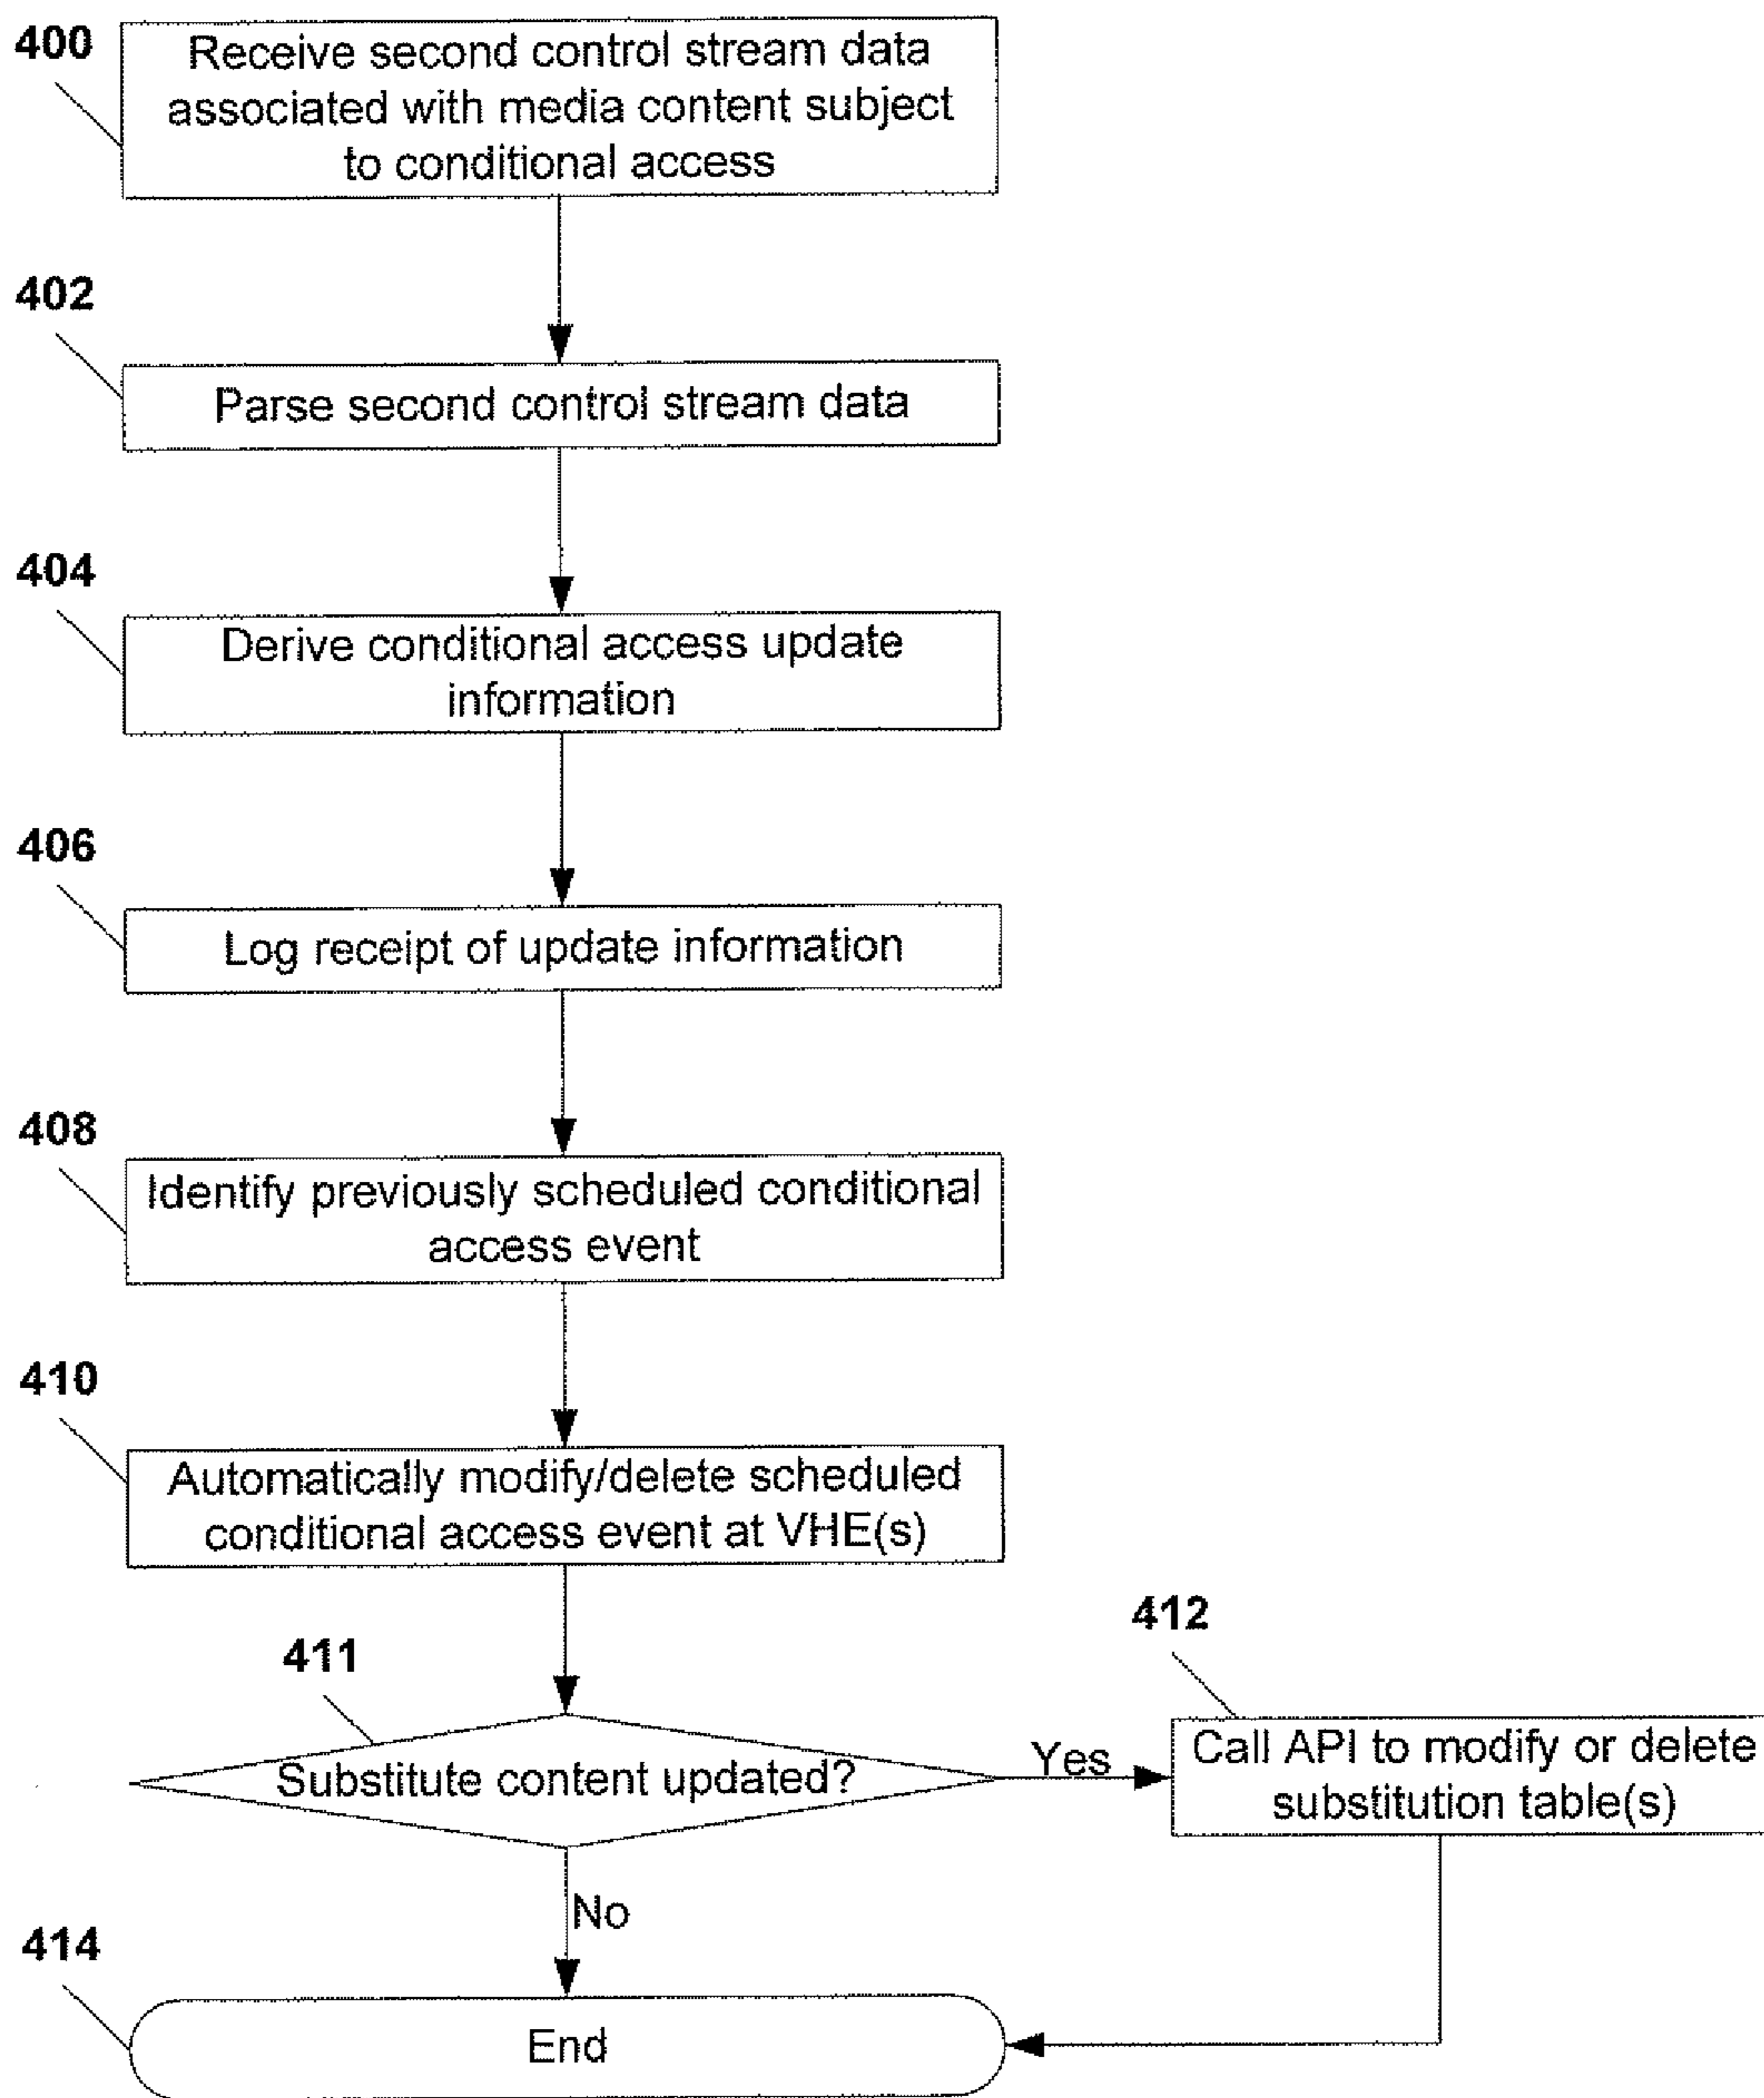 400
Receive second control stream data
associated with media content subject
to conditional access
402
Parse second control stream data
404
Derive conditional access update
information
406
Log receipt of update information
408
Identify previously scheduled conditional
access event
410
Automatically modify/delete scheduled
conditional access event at VHE(s)
411
Substitute content updated?
Yes
412
Call API to modify or delete
substitution table(s)
No
414
End